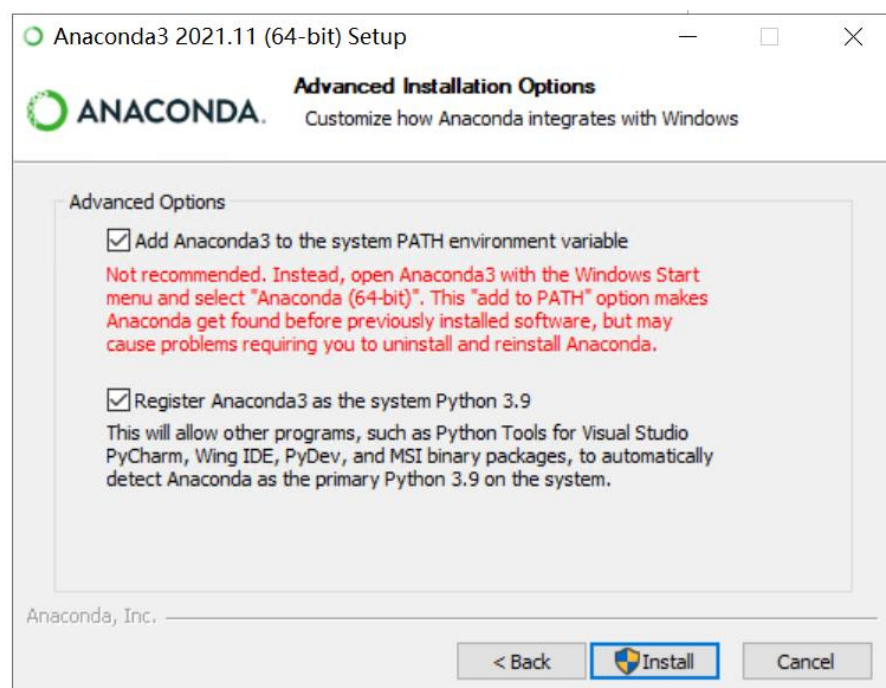 Anaconda3 2021.11 (64-bit) Setup
Advanced Installation Options
ANACONDA.
Customize how Anaconda integrates with Windows
Advanced Options
Add Anaconda3 to the system PATH environment variable
Not recommended. Instead, open Anaconda3 with the Windows Start
menu and select "Anaconda (64-bit)". This "add to PATH" option makes
Anaconda get found before previously installed software, but may
cause problems requiring you to uninstall and reinstall Anaconda.
Register Anaconda3 as the system Python 3.9
This will allow other programs, such as Python Tools for Visual Studio
PyCharm, Wing IDE, PyDev, and MSI binary packages, to automatically
detect Anaconda as the primary Python 3.9 on the system.
Anaconda, Inc.
< Back
Install
Cancel